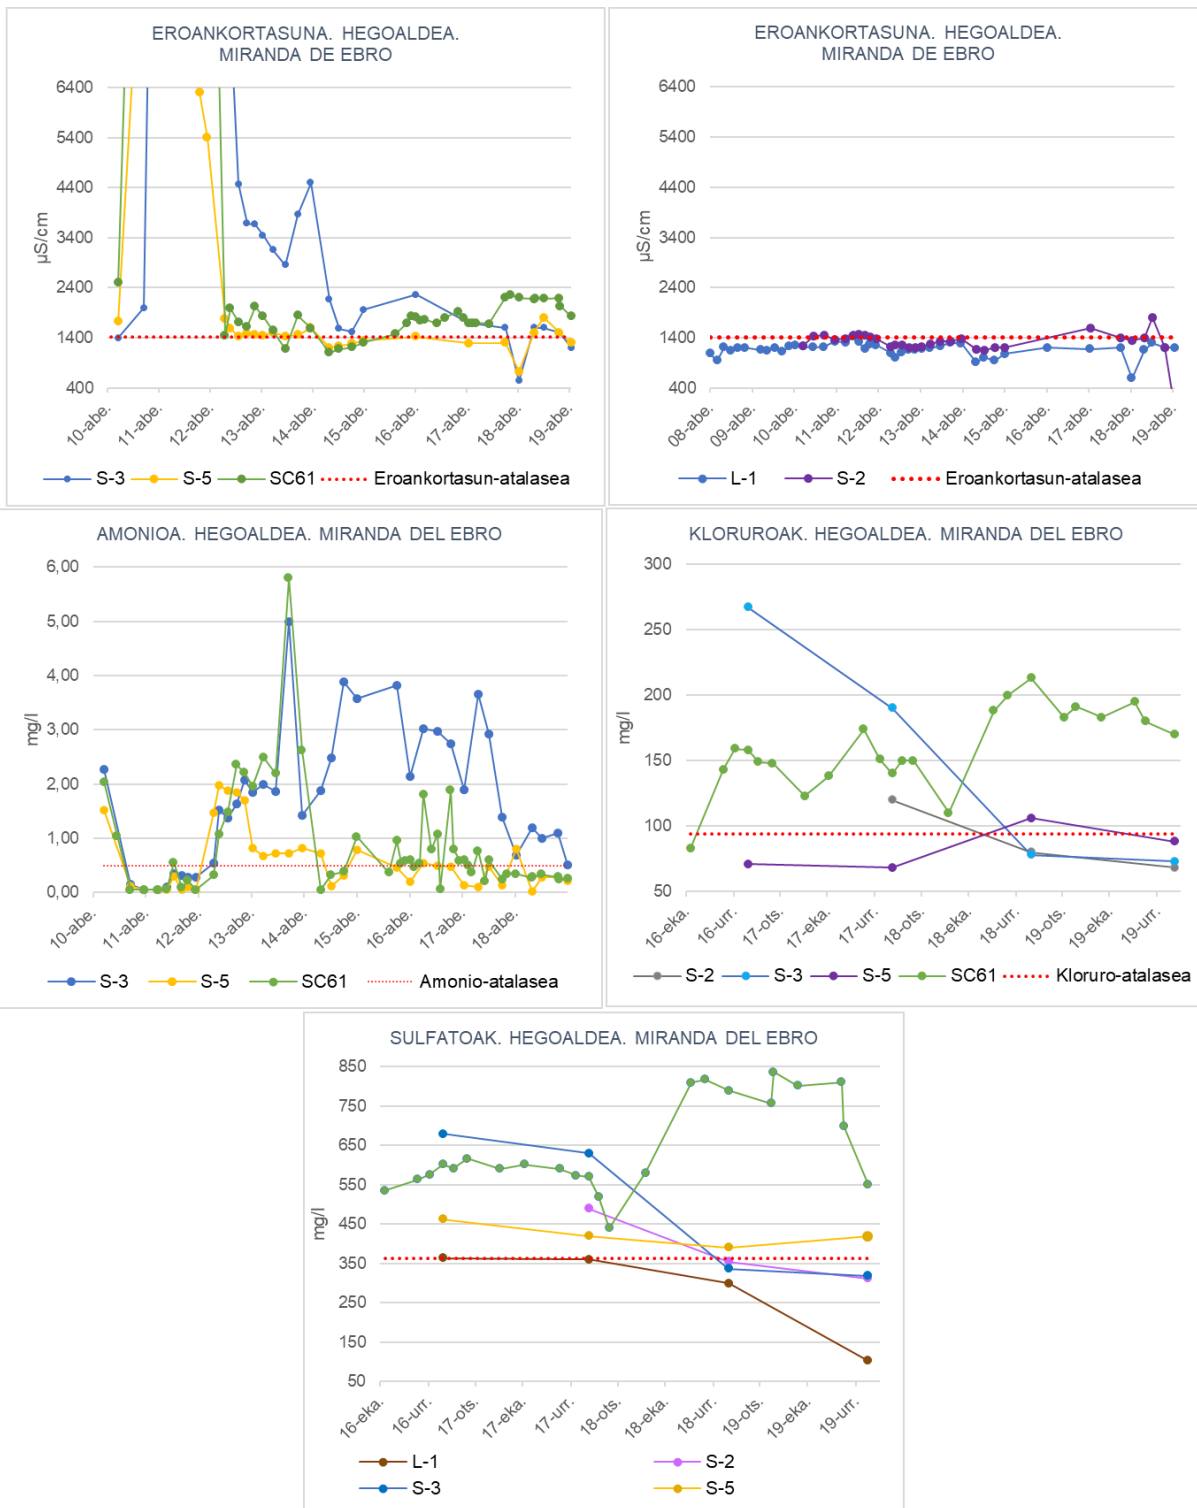 EROANKORTASUNA. HEGOALDEA.
MIRANDA DE EBRO
6400
5400
4400
3400
2400
1400
400
µS/cm
10-abe.
11-abe.
12-abe.
13-abe.
14-abe.
15-abe.
16-abe.
17-abe.
18-abe.
19-abe.
S-3 S-5 SC61 Eroankortasun-atalasea
EROANKORTASUNA. HEGOALDEA.
MIRANDA DE EBRO
6400
5400
4400
3400
2400
1400
400
µS/cm
08-abe.
09-abe.
10-abe.
11-abe.
12-abe.
13-abe.
14-abe.
15-abe.
16-abe.
17-abe.
18-abe.
19-abe.
L-1 S-2 Eroankortasun-atalasea
AMONIOA. HEGOALDEA. MIRANDA DEL EBRO
6,00
5,00
4,00
3,00
2,00
1,00
0,00
mg/l
10-abe.
11-abe.
12-abe.
13-abe.
14-abe.
15-abe.
16-abe.
17-abe.
18-abe.
S-3 S-5 SC61 Amonio-atalasea
KLORUROAK. HEGOALDEA. MIRANDA DEL EBRO
300
250
200
150
100
50
mg/l
16-eka.
16-urr.
17-ots.
17-eka.
17-urr.
18-ots.
18-eka.
18-urr.
19-ots.
19-eka.
19-urr.
S-2 S-3 S-5 SC61 Kloruro-atalasea
SULFATOAK. HEGOALDEA. MIRANDA DEL EBRO
850
750
650
550
450
350
250
150
50
mg/l
16-eka.
16-urr.
17-ots.
17-eka.
17-urr.
18-ots.
18-eka.
18-urr.
19-ots.
19-eka.
19-urr.
L-1 S-2
S-3 S-5